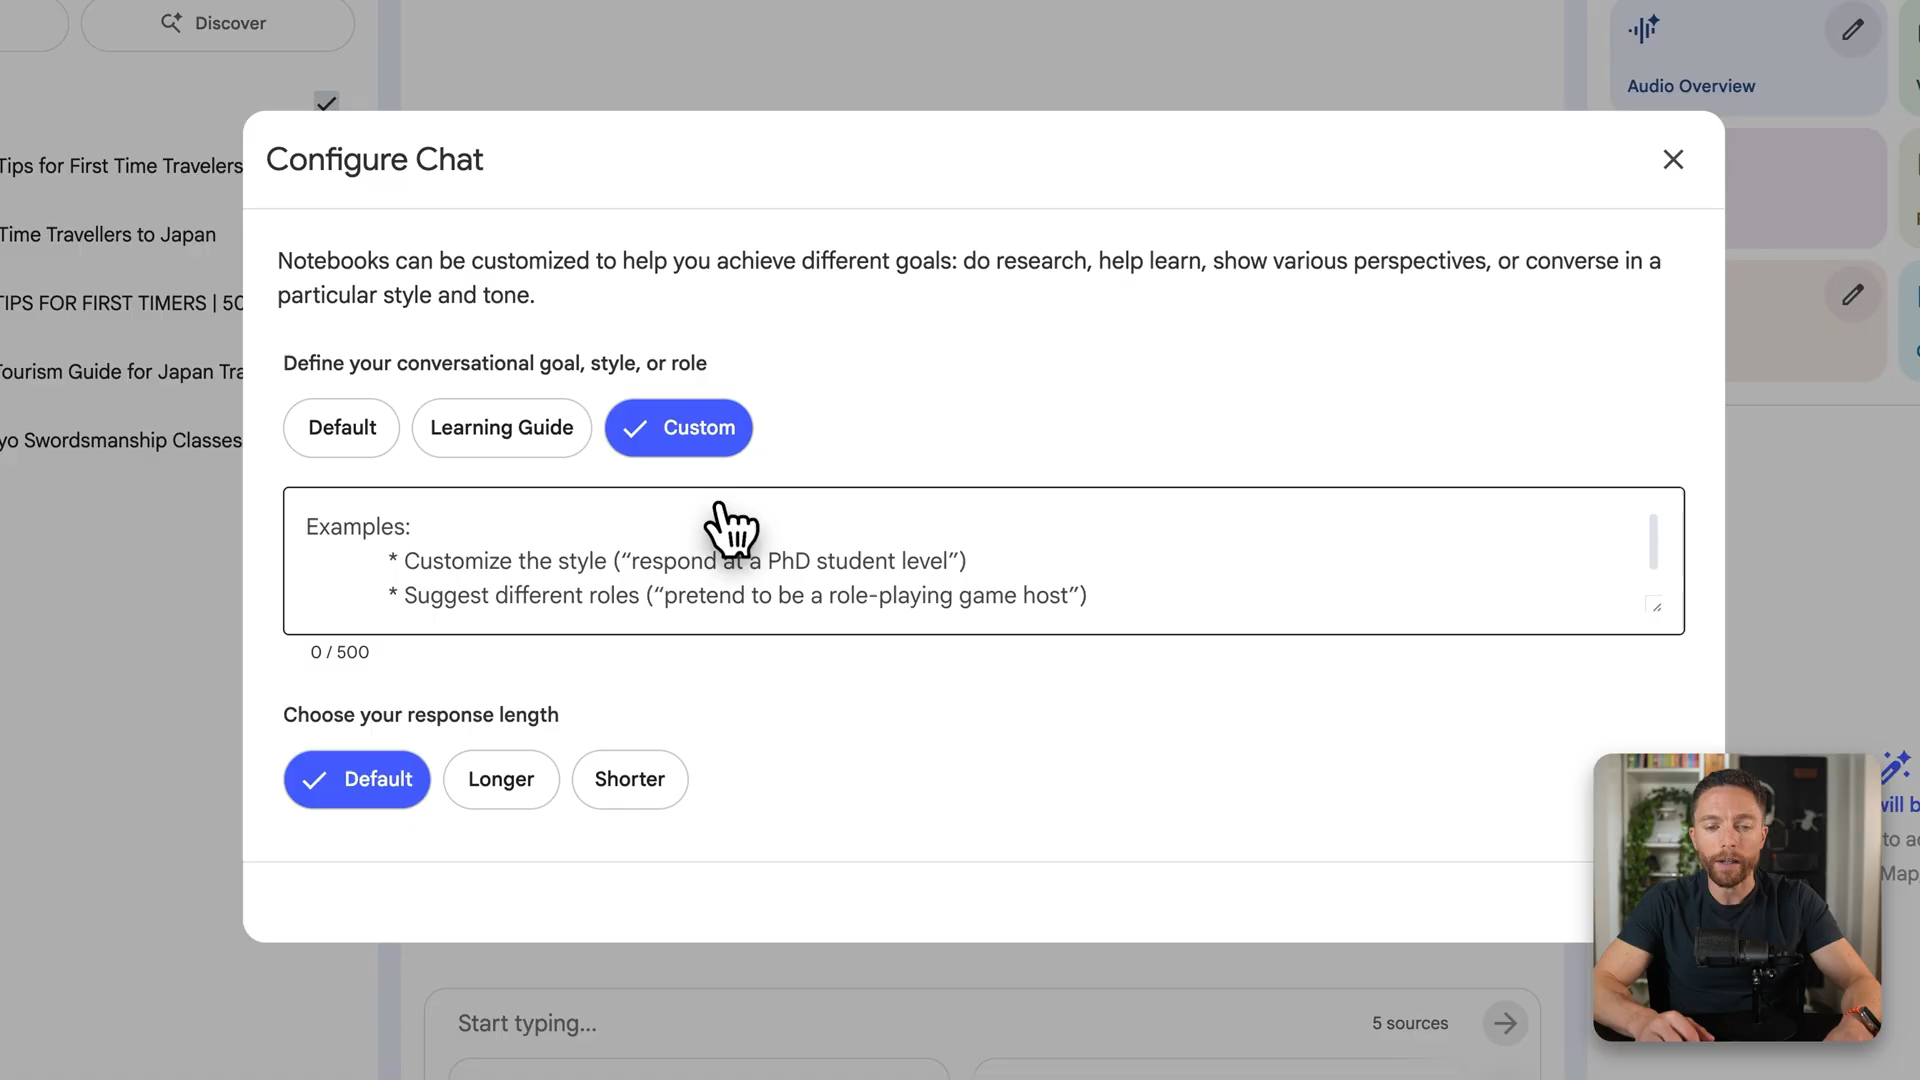 Discover
Audio Overview
Configure Chat
Tips for First Time Travelers
Time Travellers to Japan
TIPS FOR FIRST TIMERS | 50
Tourism Guide for Japan Tra
yo Swordsmanship Classes
Notebooks can be customized to help you achieve different goals: do research, help learn, show various perspectives, or converse in a
particular style and tone.
Define your conversational goal, style, or role
Default
Learning Guide
Custom
Examples:
* Customize the style (“respond at a PhD student level”)
* Suggest different roles (“pretend to be a role-playing game host”)
0 / 500
Choose your response length
Default
Longer
Shorter
will b
to a
Map
Start typing...
5 sources